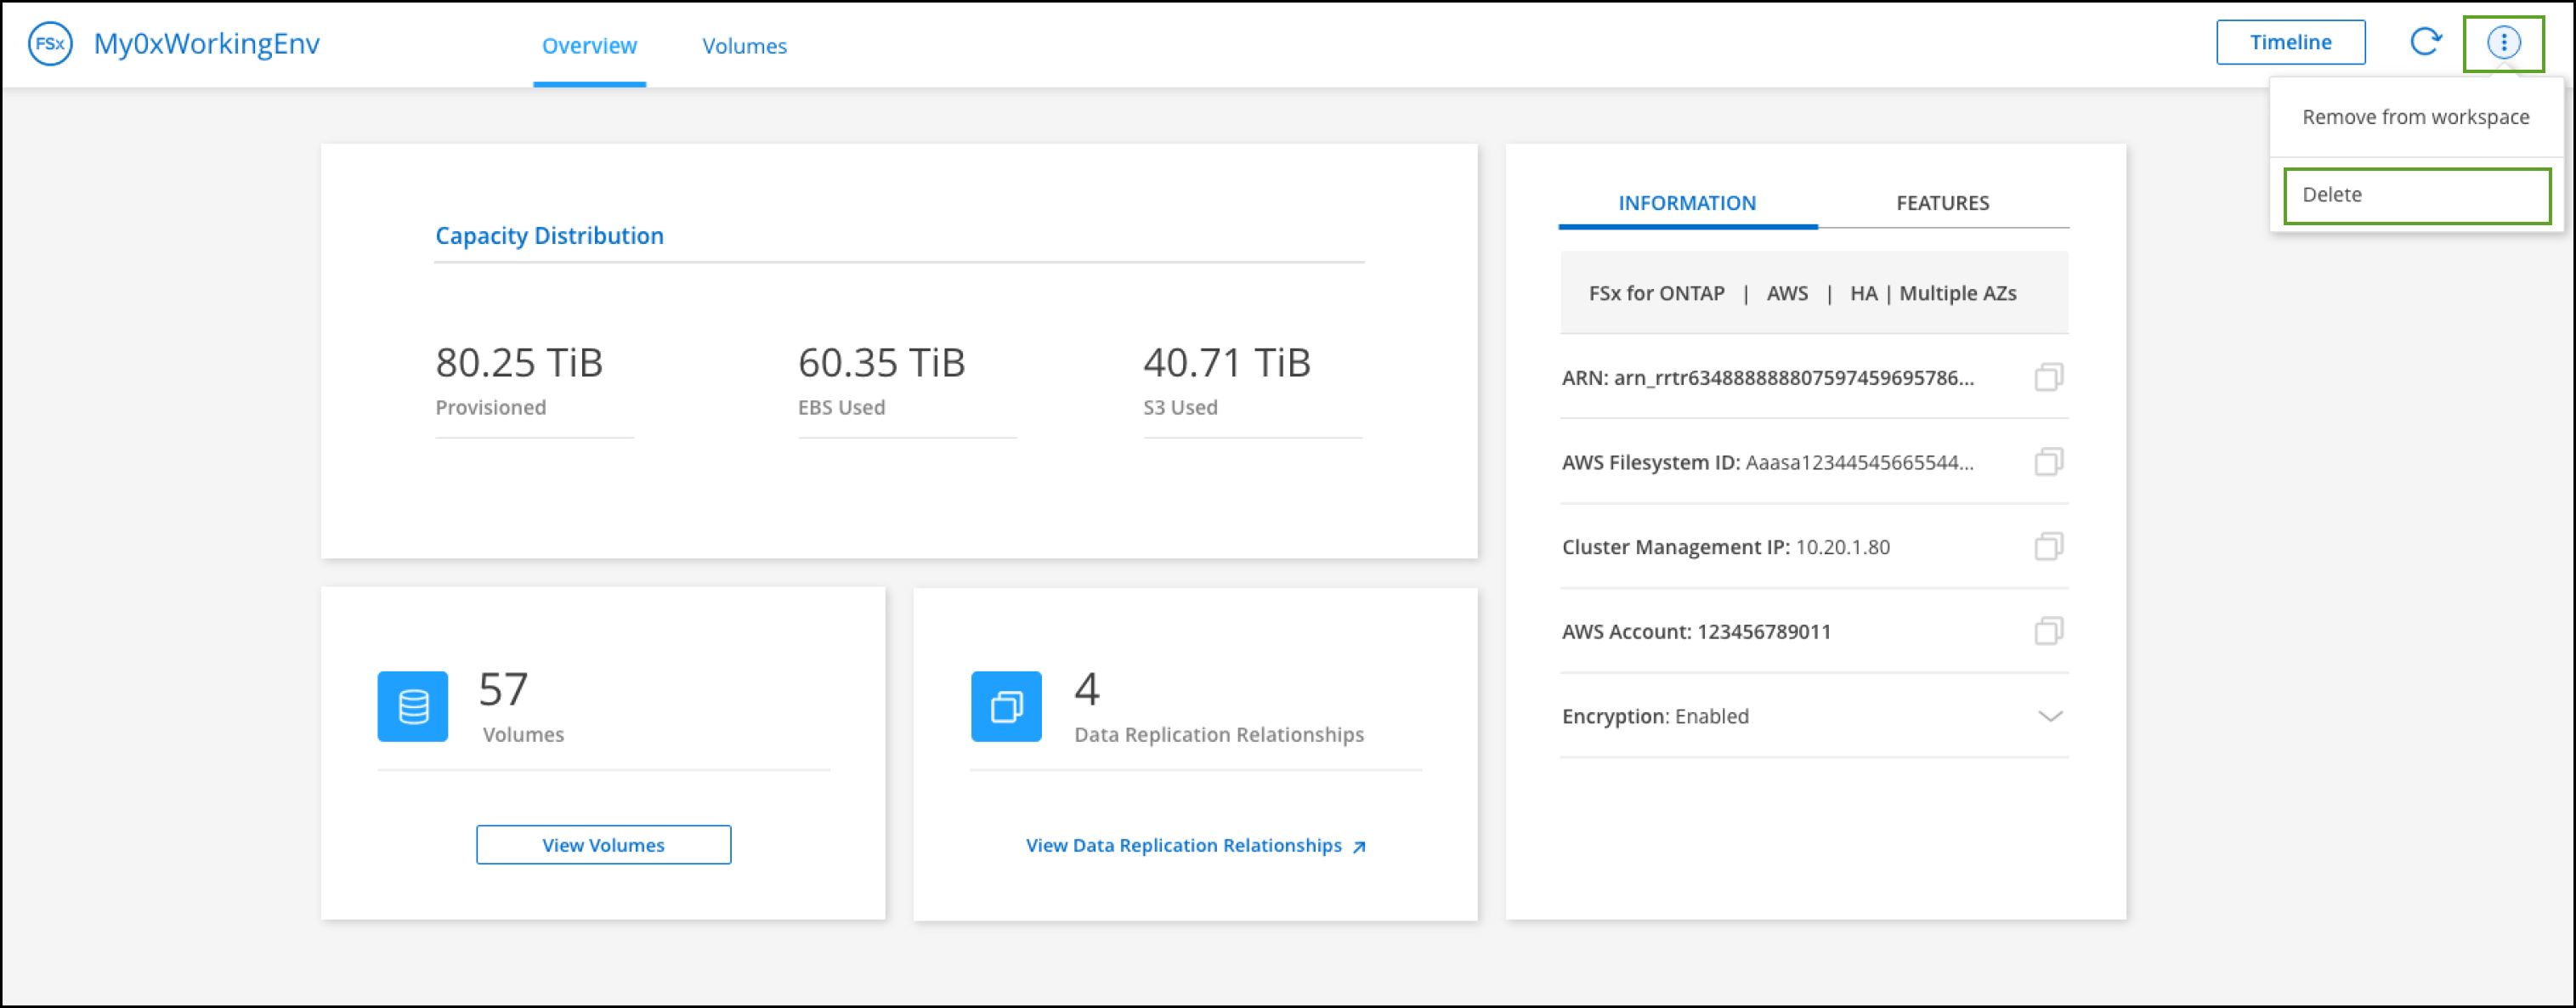 FSx My0xWorkingEnv
Overview
Volumes
Timeline
Remove from workspace
Delete
Capacity Distribution
80.25 TiB
Provisioned
60.35 TiB
EBS Used
40.71 TiB
S3 Used
57
Volumes
View Volumes
4
Data Replication Relationships
View Data Replication Relationships
INFORMATION
FEATURES
FSx for ONTAP | AWS | HA | Multiple AZs
ARN: arn_rrtr634888888807597459695786...
AWS Filesystem ID: Aaasa12344545665544...
Cluster Management IP: 10.20.1.80
AWS Account: 123456789011
Encryption: Enabled